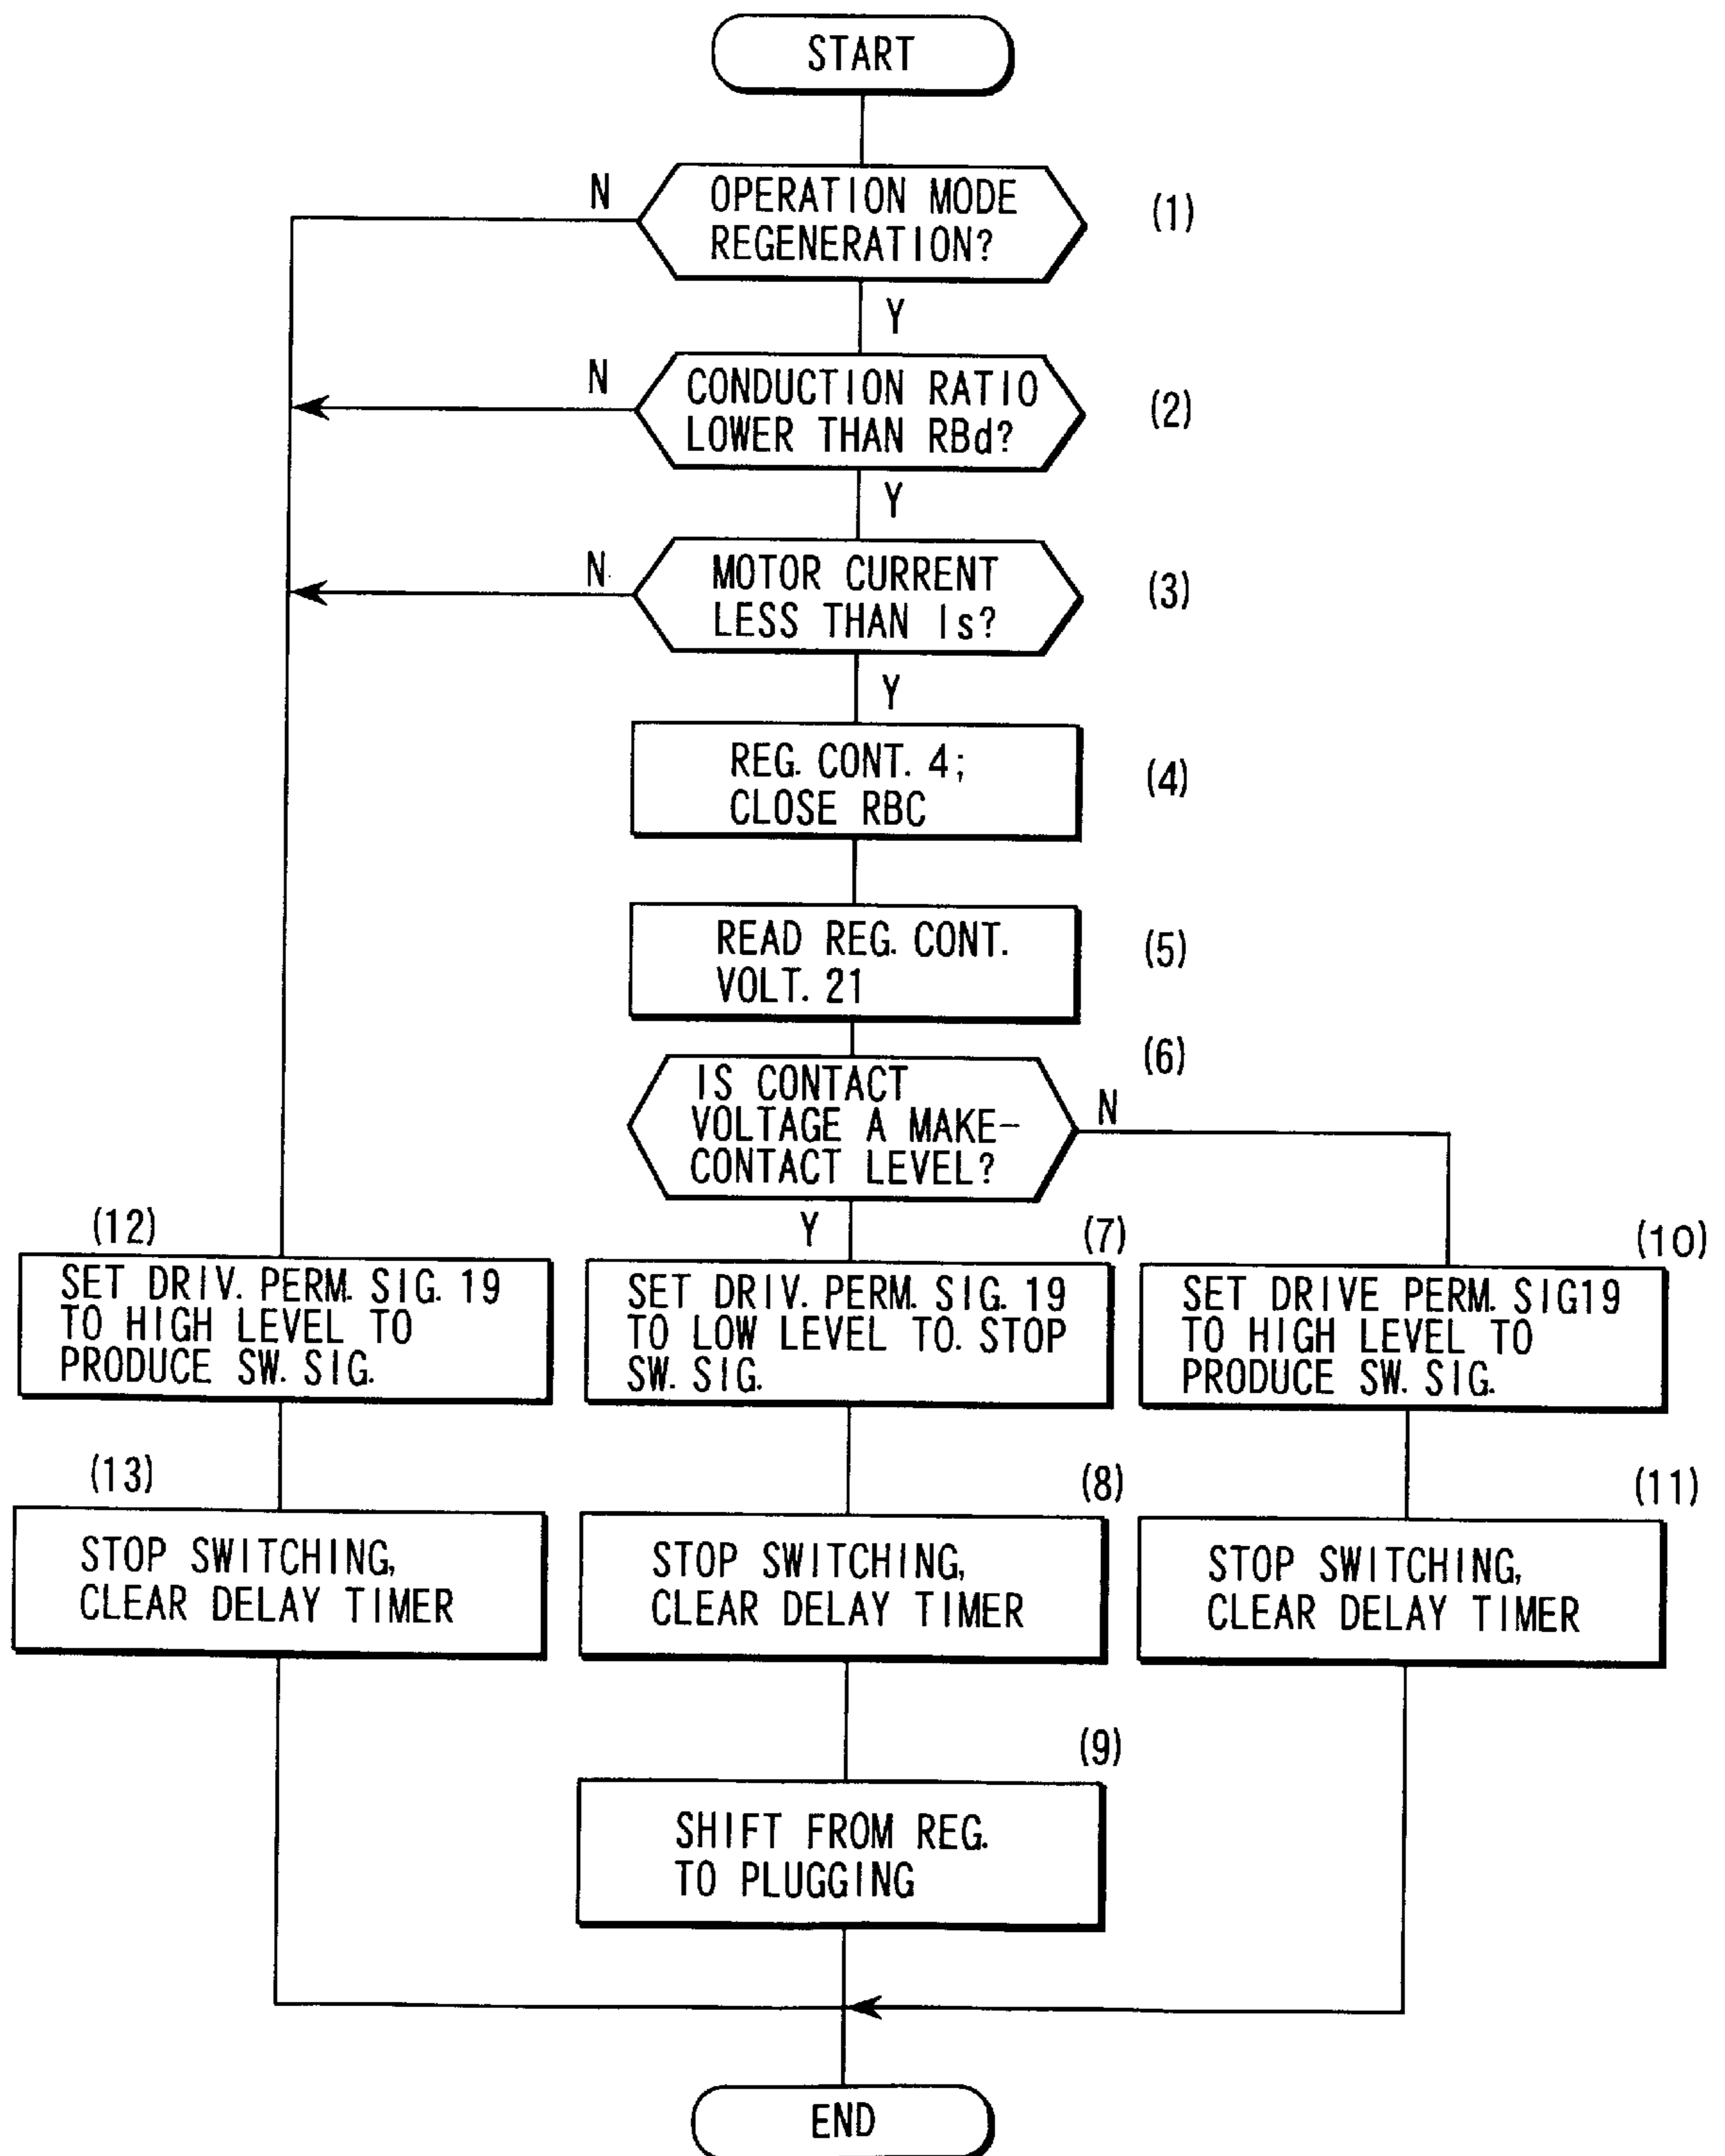 START
N
OPERATION MODE
REGENERATION?
(1)
Y
N
CONDUCTION RATIO
LOWER THAN RBd?
(2)
Y
N
MOTOR CURRENT
LESS THAN Is?
(3)
Y
REG. CONT. 4;
CLOSE RBC
(4)
READ REG. CONT.
VOLT. 21
(5)
(6)
IS CONTACT
VOLTAGE A MAKE-
CONTACT LEVEL?
N
Y
(12)
SET DRIV. PERM. SIG. 19
TO HIGH LEVEL TO
PRODUCE SW. SIG.
(7)
SET DRIV. PERM. SIG. 19
TO LOW LEVEL TO. STOP
SW. SIG.
(10)
SET DRIVE PERM. SIG19
TO HIGH LEVEL TO
PRODUCE SW. SIG.
(13)
STOP SWITCHING,
CLEAR DELAY TIMER
(8)
STOP SWITCHING,
CLEAR DELAY TIMER
(11)
STOP SWITCHING,
CLEAR DELAY TIMER
(9)
SHIFT FROM REG.
TO PLUGGING
END